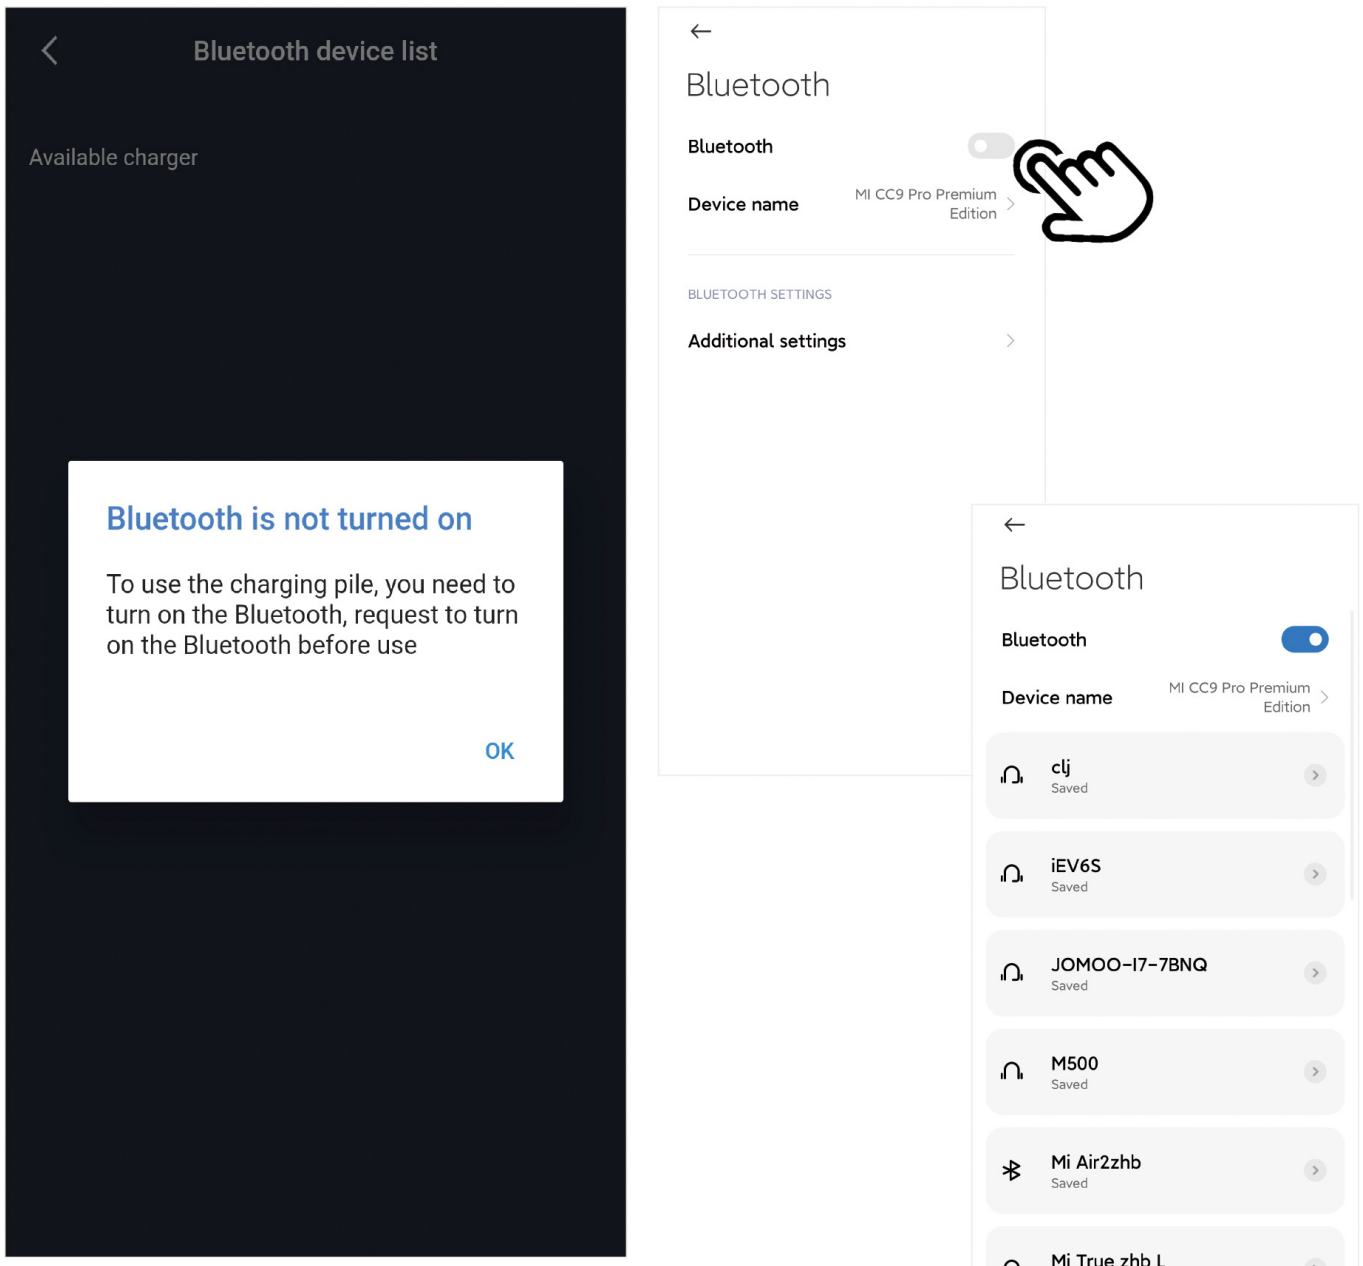 Bluetooth device list
Available charger
Bluetooth is not turned on
To use the charging pile, you need to
turn on the Bluetooth, request to turn
on the Bluetooth before use
OK
Bluetooth
Bluetooth
Device name
MI CC9 Pro Premium
Edition
BLUETOOTH SETTINGS
Additional settings
Bluetooth
Bluetooth
Device name
MI CC9 Pro Premium
Edition
clj
Saved
iEV6S
Saved
JOMOO-I7-7BNQ
Saved
M500
Saved
Mi Air2zhb
Saved
Mi True zhb L